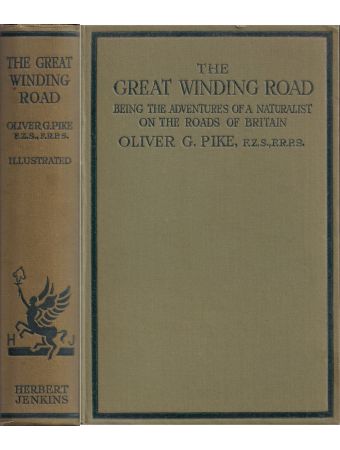 THE GREAT
WINDING
ROAD
OLIVER G. PIKE
F.Z.S., F.R.P.S.
ILLUSTRATED
H J
HERBERT
JENKINS
THE
GREAT WINDING ROAD
BEING THE ADVENTURES OF A NATURALIST
ON THE ROADS OF BRITAIN
OLIVER G. PIKE, F.Z.S., F.R.P.S.